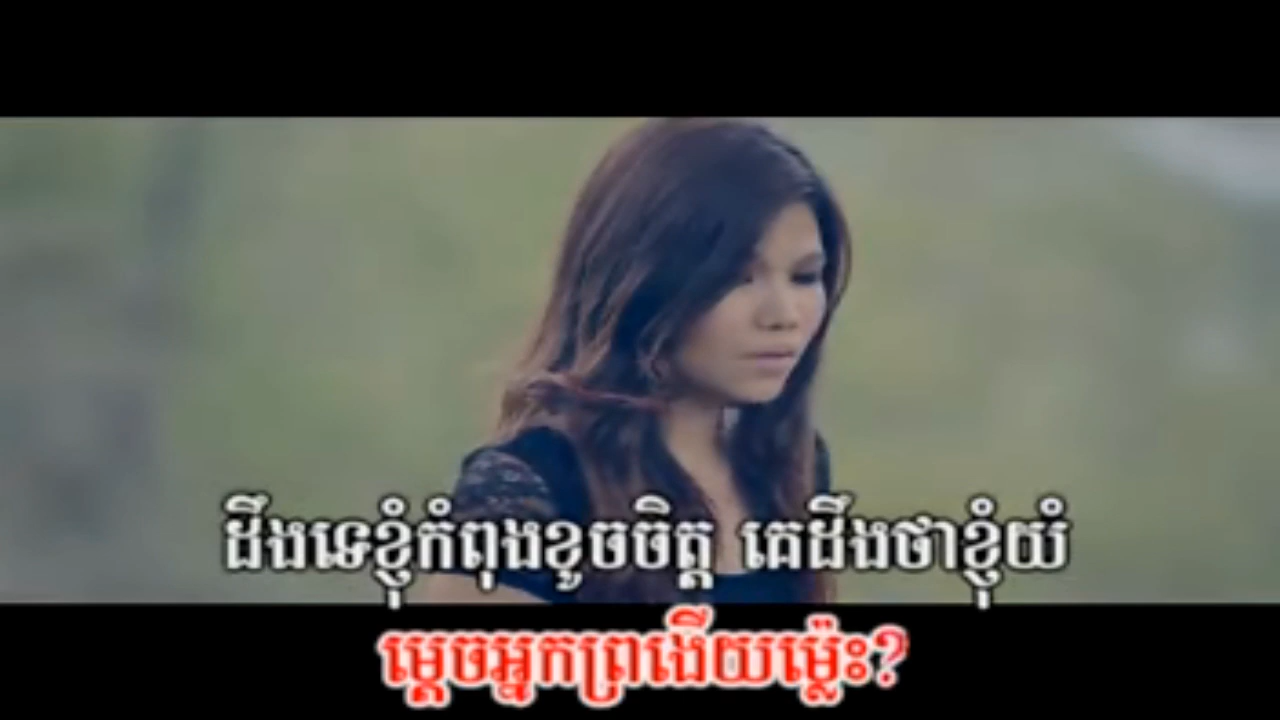 ដឹងទេខ្ញុំកំពុងខូចចិត្ត គេដឹងថាខ្ញុំយំ
ម្ដេចអ្នកព្រងើយម្ល៉េះ?